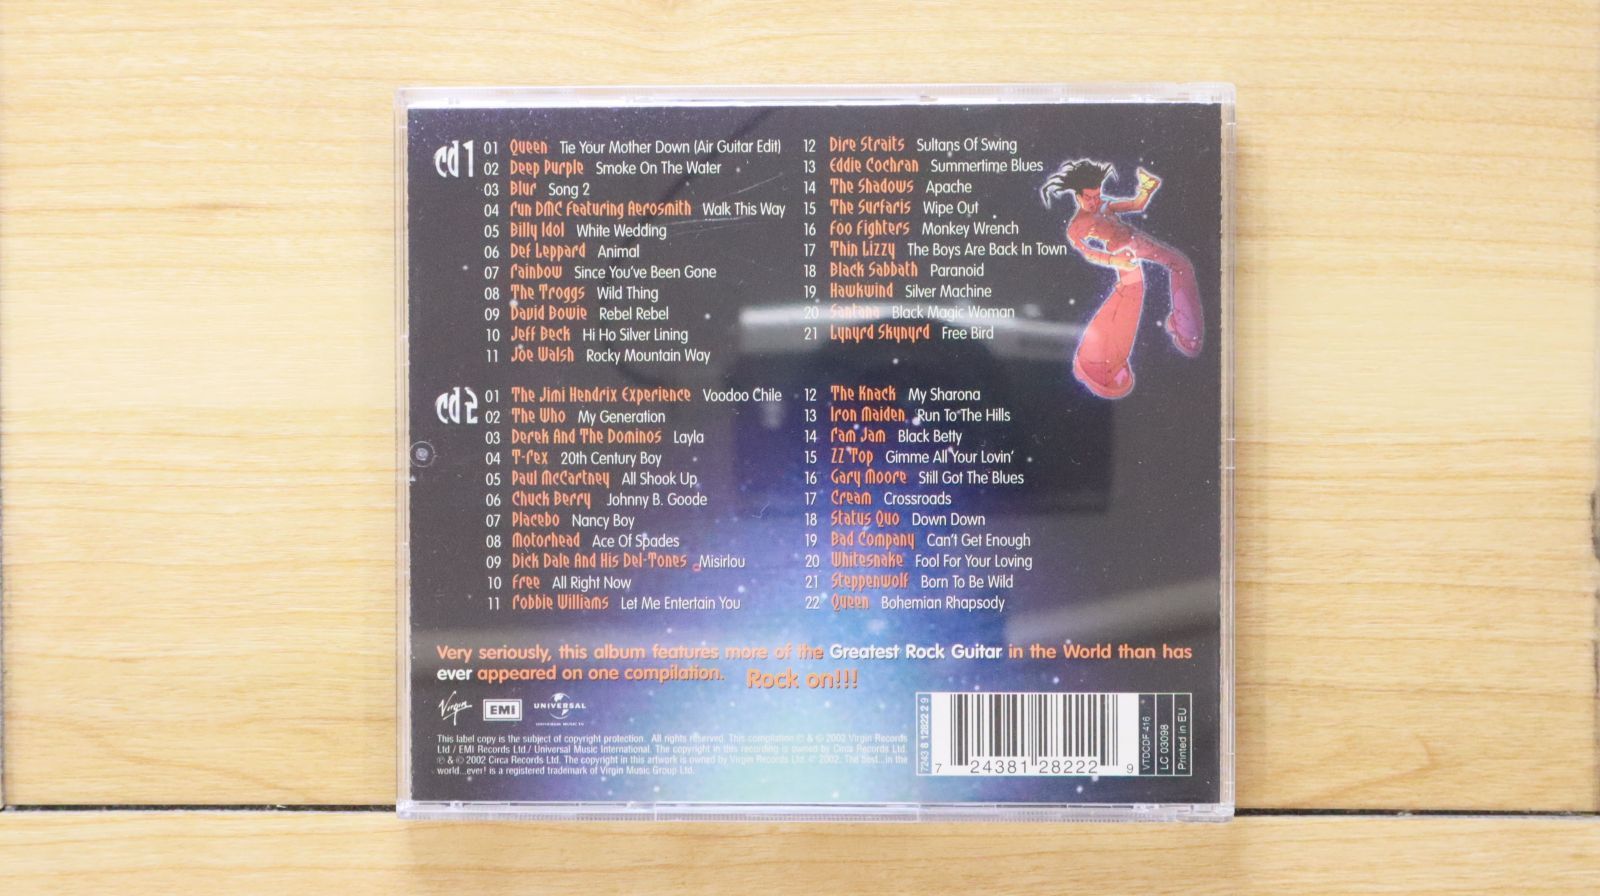 cd1
01 Queen Tie Your Mother Down (Air Guitar Edit)
02 Deep Purple Smoke On The Water
03 Blur Song 2
04 run DMC featuring Aerosmith Walk This Way
05 Billy Idol White Wedding
06 Def Leppard Animal
07 rainbow Since You've Been Gone
08 The Troggs Wild Thing
09 David Bowie Rebel Rebel
10 Jeff Beck Hi Ho Silver Lining
11 Joe Walsh Rocky Mountain Way
12 Dire Straits Sultans Of Swing
13 Eddie Cochran Summertime Blues
14 The Shadows Apache
15 The Surfaris Wipe Out
16 foo fighters Monkey Wrench
17 Thin Lizzy The Boys Are Back In Town
18 Black Sabbath Paranoid
19 Hawkwind Silver Machine
20 Santana Black Magic Woman
21 Lynyrd Skynyrd Free Bird
cd2
01 The Jimi Hendrix Experience Voodoo Chile
02 The Who My Generation
03 Derek And The Dominos Layla
04 T-rex 20th Century Boy
05 Paul McCartney All Shook Up
06 Chuck Berry Johnny B. Goode
07 Placebo Nancy Boy
08 Motorhead Ace Of Spades
09 Dick Dale And His Del-Tones Misirlou
10 free All Right Now
11 robbie Williams Let Me Entertain You
12 The Knack My Sharona
13 Iron Maiden Run To The Hills
14 ram Jam Black Betty
15 ZZ Top Gimme All Your Lovin'
16 Gary Moore Still Got The Blues
17 Cream Crossroads
18 Status Quo Down Down
19 Bad Company Can't Get Enough
20 Whitesnake Fool For Your Loving
21 Steppenwolf Born To Be Wild
22 Queen Bohemian Rhapsody
Very seriously, this album features more of the Greatest Rock Guitar in the World than has
ever appeared on one compilation. Rock on!!!
Virgin EMI UNIVERSAL
UNIVERSAL MUSIC TV
This label copy is the subject of copyright protection. All rights reserved. This compilation ℗ & © 2002 Virgin Records
Ltd / EMI Records Ltd./ Universal Music International. The copyright in this recording is owned by Circa Records Ltd.
℗ & © 2002 Circa Records Ltd. The copyright in this artwork is owned by Virgin Records Ltd. © 2002. The best...in the
world...ever! is a registered trademark of Virgin Music Group Ltd.
7243 8 12822 2 9
7 24381 28222 9
VTDCDF 416
LC 03098
Printed in EU